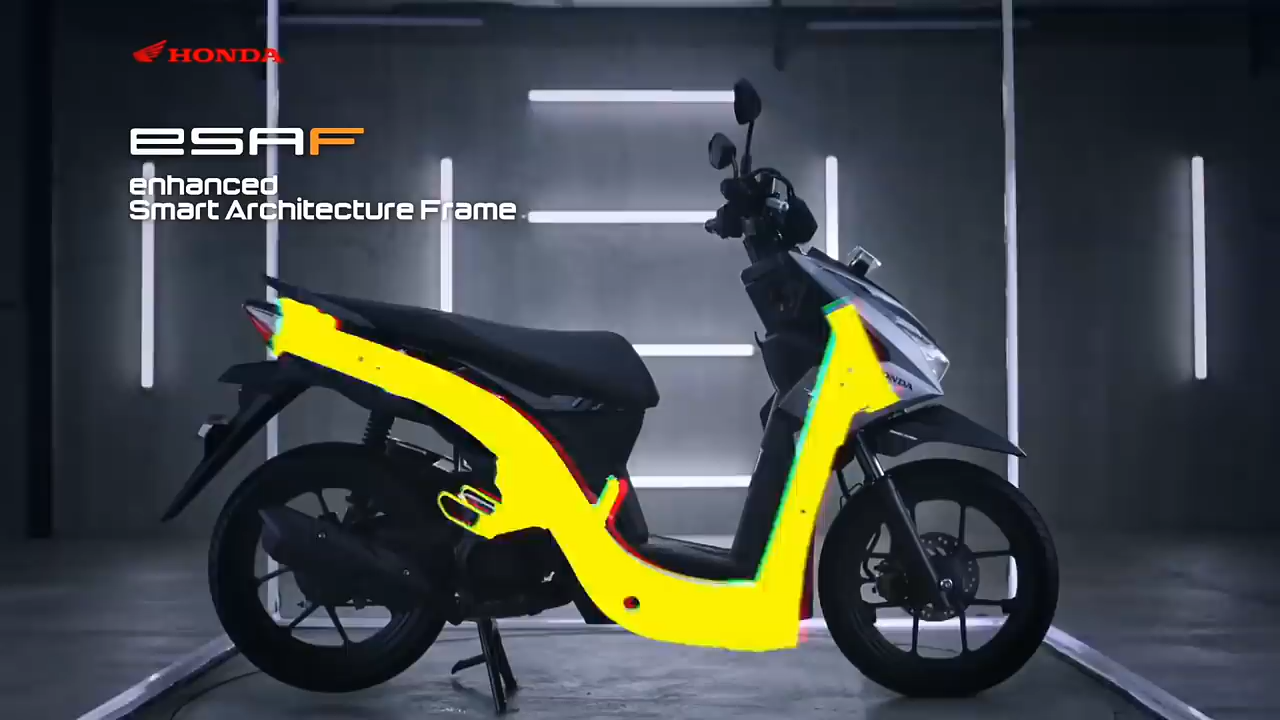 HONDA
eSAF
enhanced
Smart Architecture Frame
HONDA